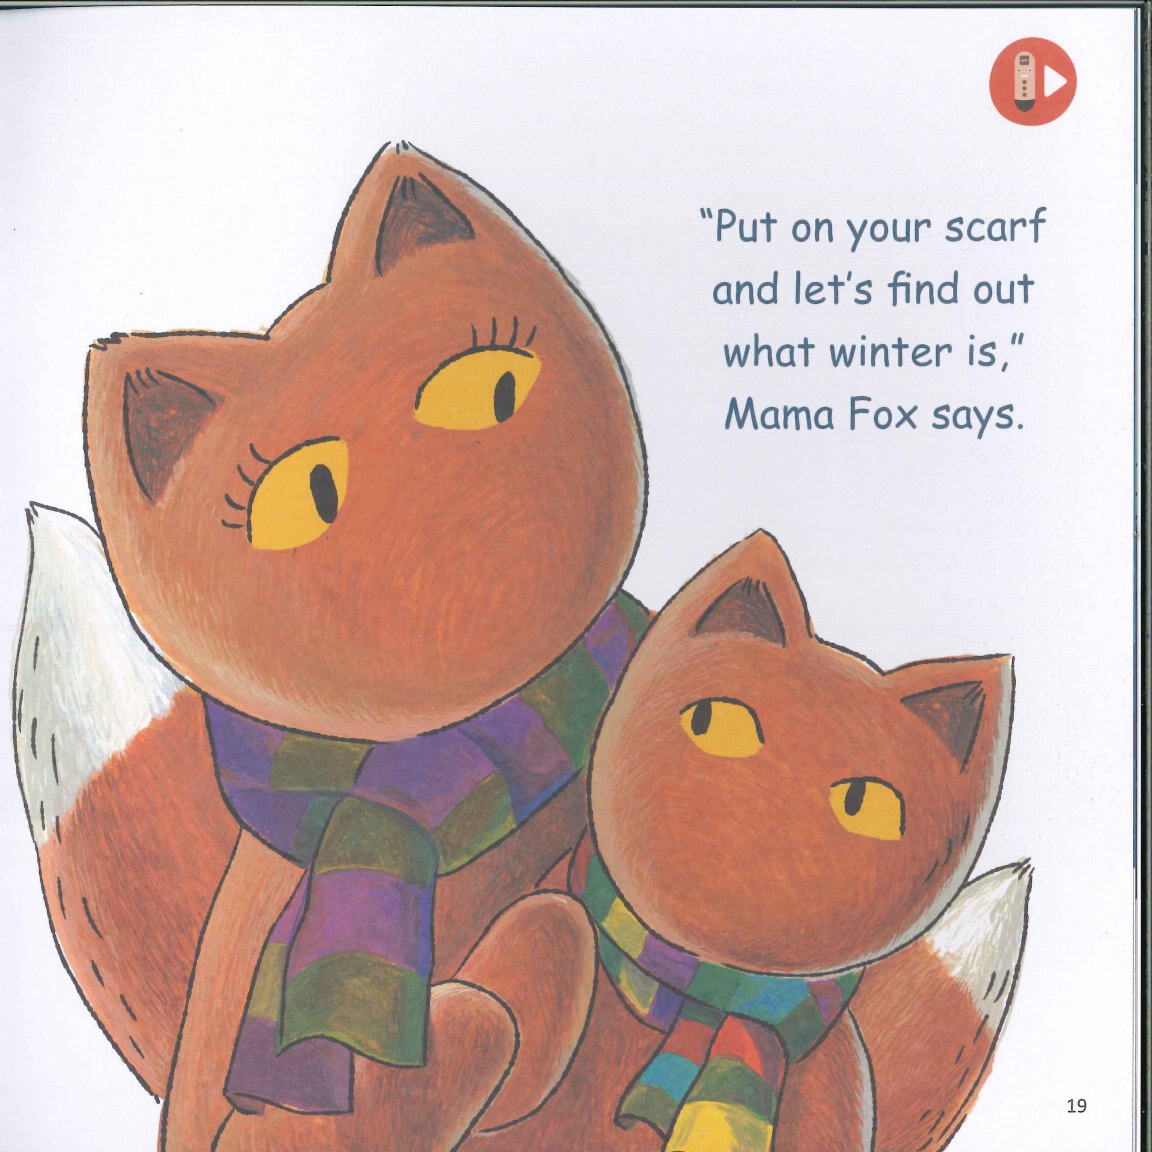 “Put on your scarf
and let’s find out
what winter is,”
Mama Fox says.
19